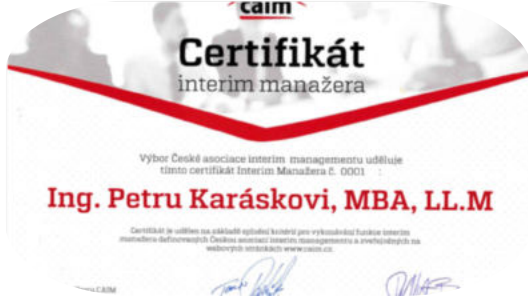 caim
Certifikát
interim manažera
Výbor České asociace interim managementu uděluje
tímto certifikát Interim Manažera č. 0001 :
Ing. Petru Karáskovi, MBA, LL.M
Certifikát je udělen na základě splnění kritérií pro vykonávání funkce interim
manažera definovaných Českou asociací interim managementu a zveřejněných na
webových stránkách www.caim.cz
CAIM